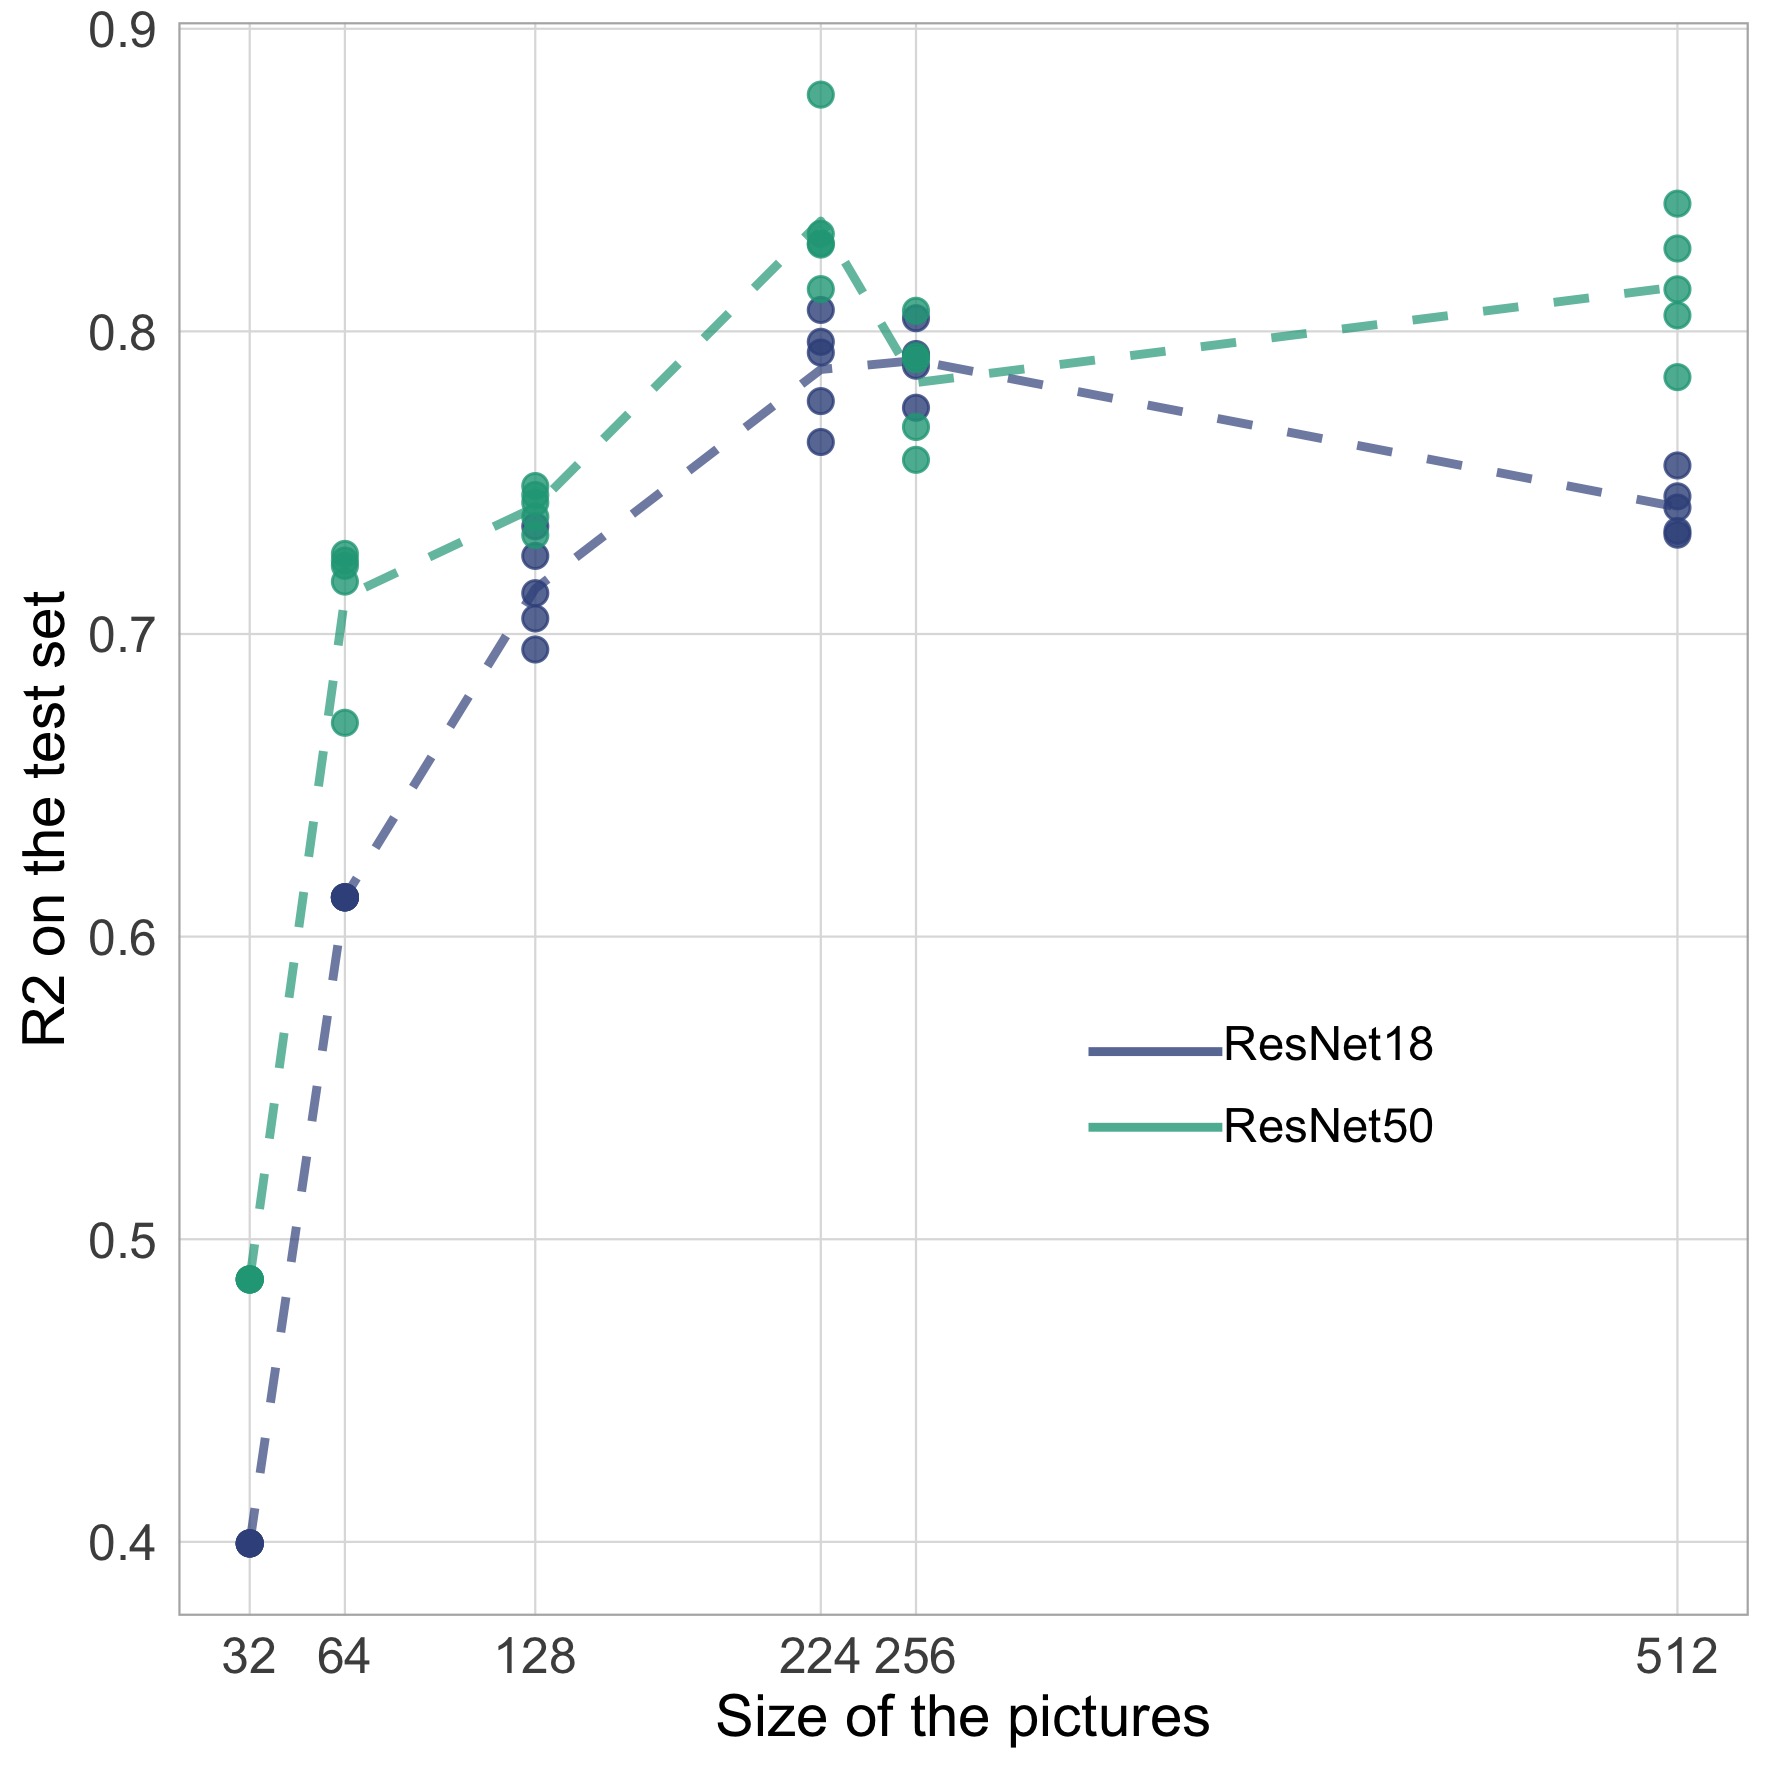 0.9
0.8
0.7
0.6
0.5
0.4
R2 on the test set
ResNet18
ResNet50
32 64 128 224 256 512
Size of the pictures